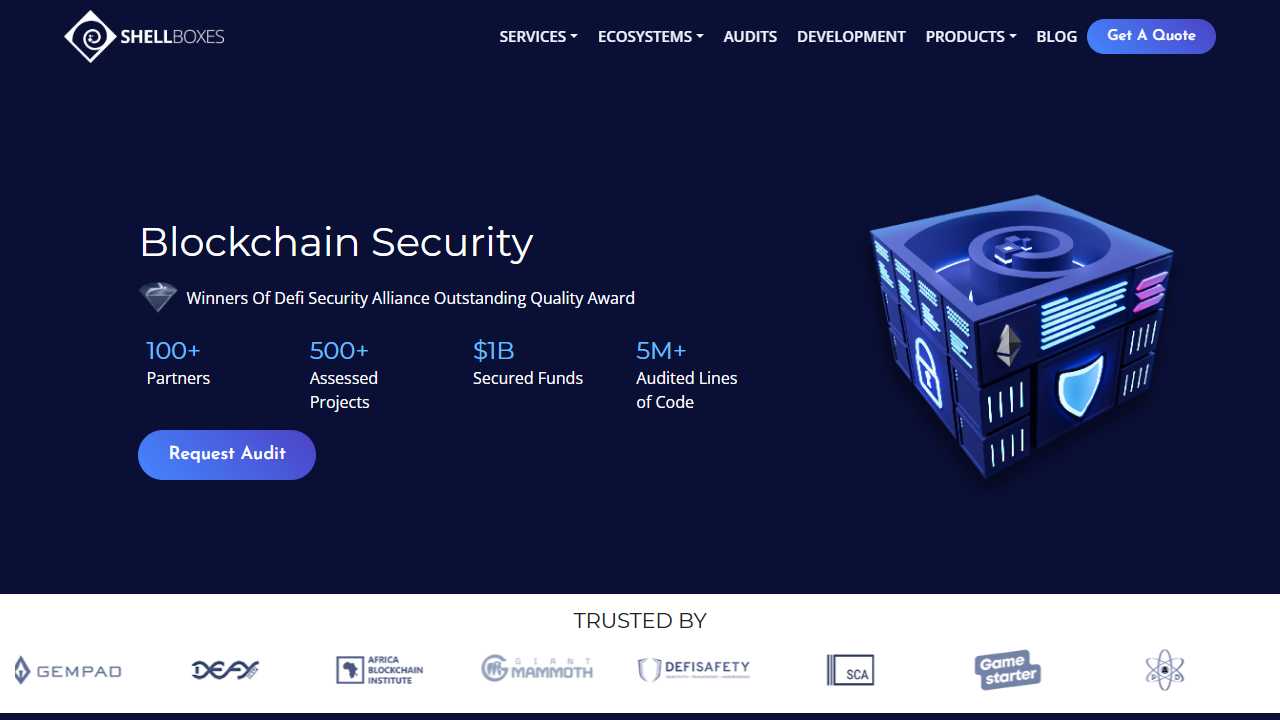 SHELLBOXES
SERVICES ECOSYSTEMS AUDITS DEVELOPMENT PRODUCTS BLOG Get A Quote
Blockchain Security
Winners Of Defi Security Alliance Outstanding Quality Award
100+ 500+ $1B 5M+
Partners Assessed Projects Secured Funds Audited Lines of Code
Request Audit
TRUSTED BY
GEMPAD
DEFX
AFRICA
BLOCKCHAIN
INSTITUTE
GIANT
MAMMOTH
DEFISAFETY
SCA
Game
starter